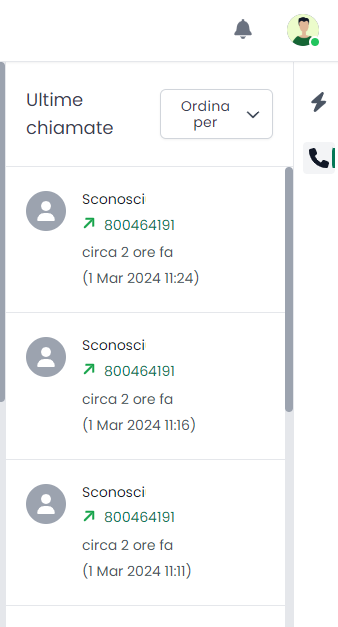 Ultime
chiamate
Ordina
per
Sconosci
800464191
circa 2 ore fa
(1 Mar 2024 11:24)
Sconosci
800464191
circa 2 ore fa
(1 Mar 2024 11:16)
Sconosci
800464191
circa 2 ore fa
(1 Mar 2024 11:11)